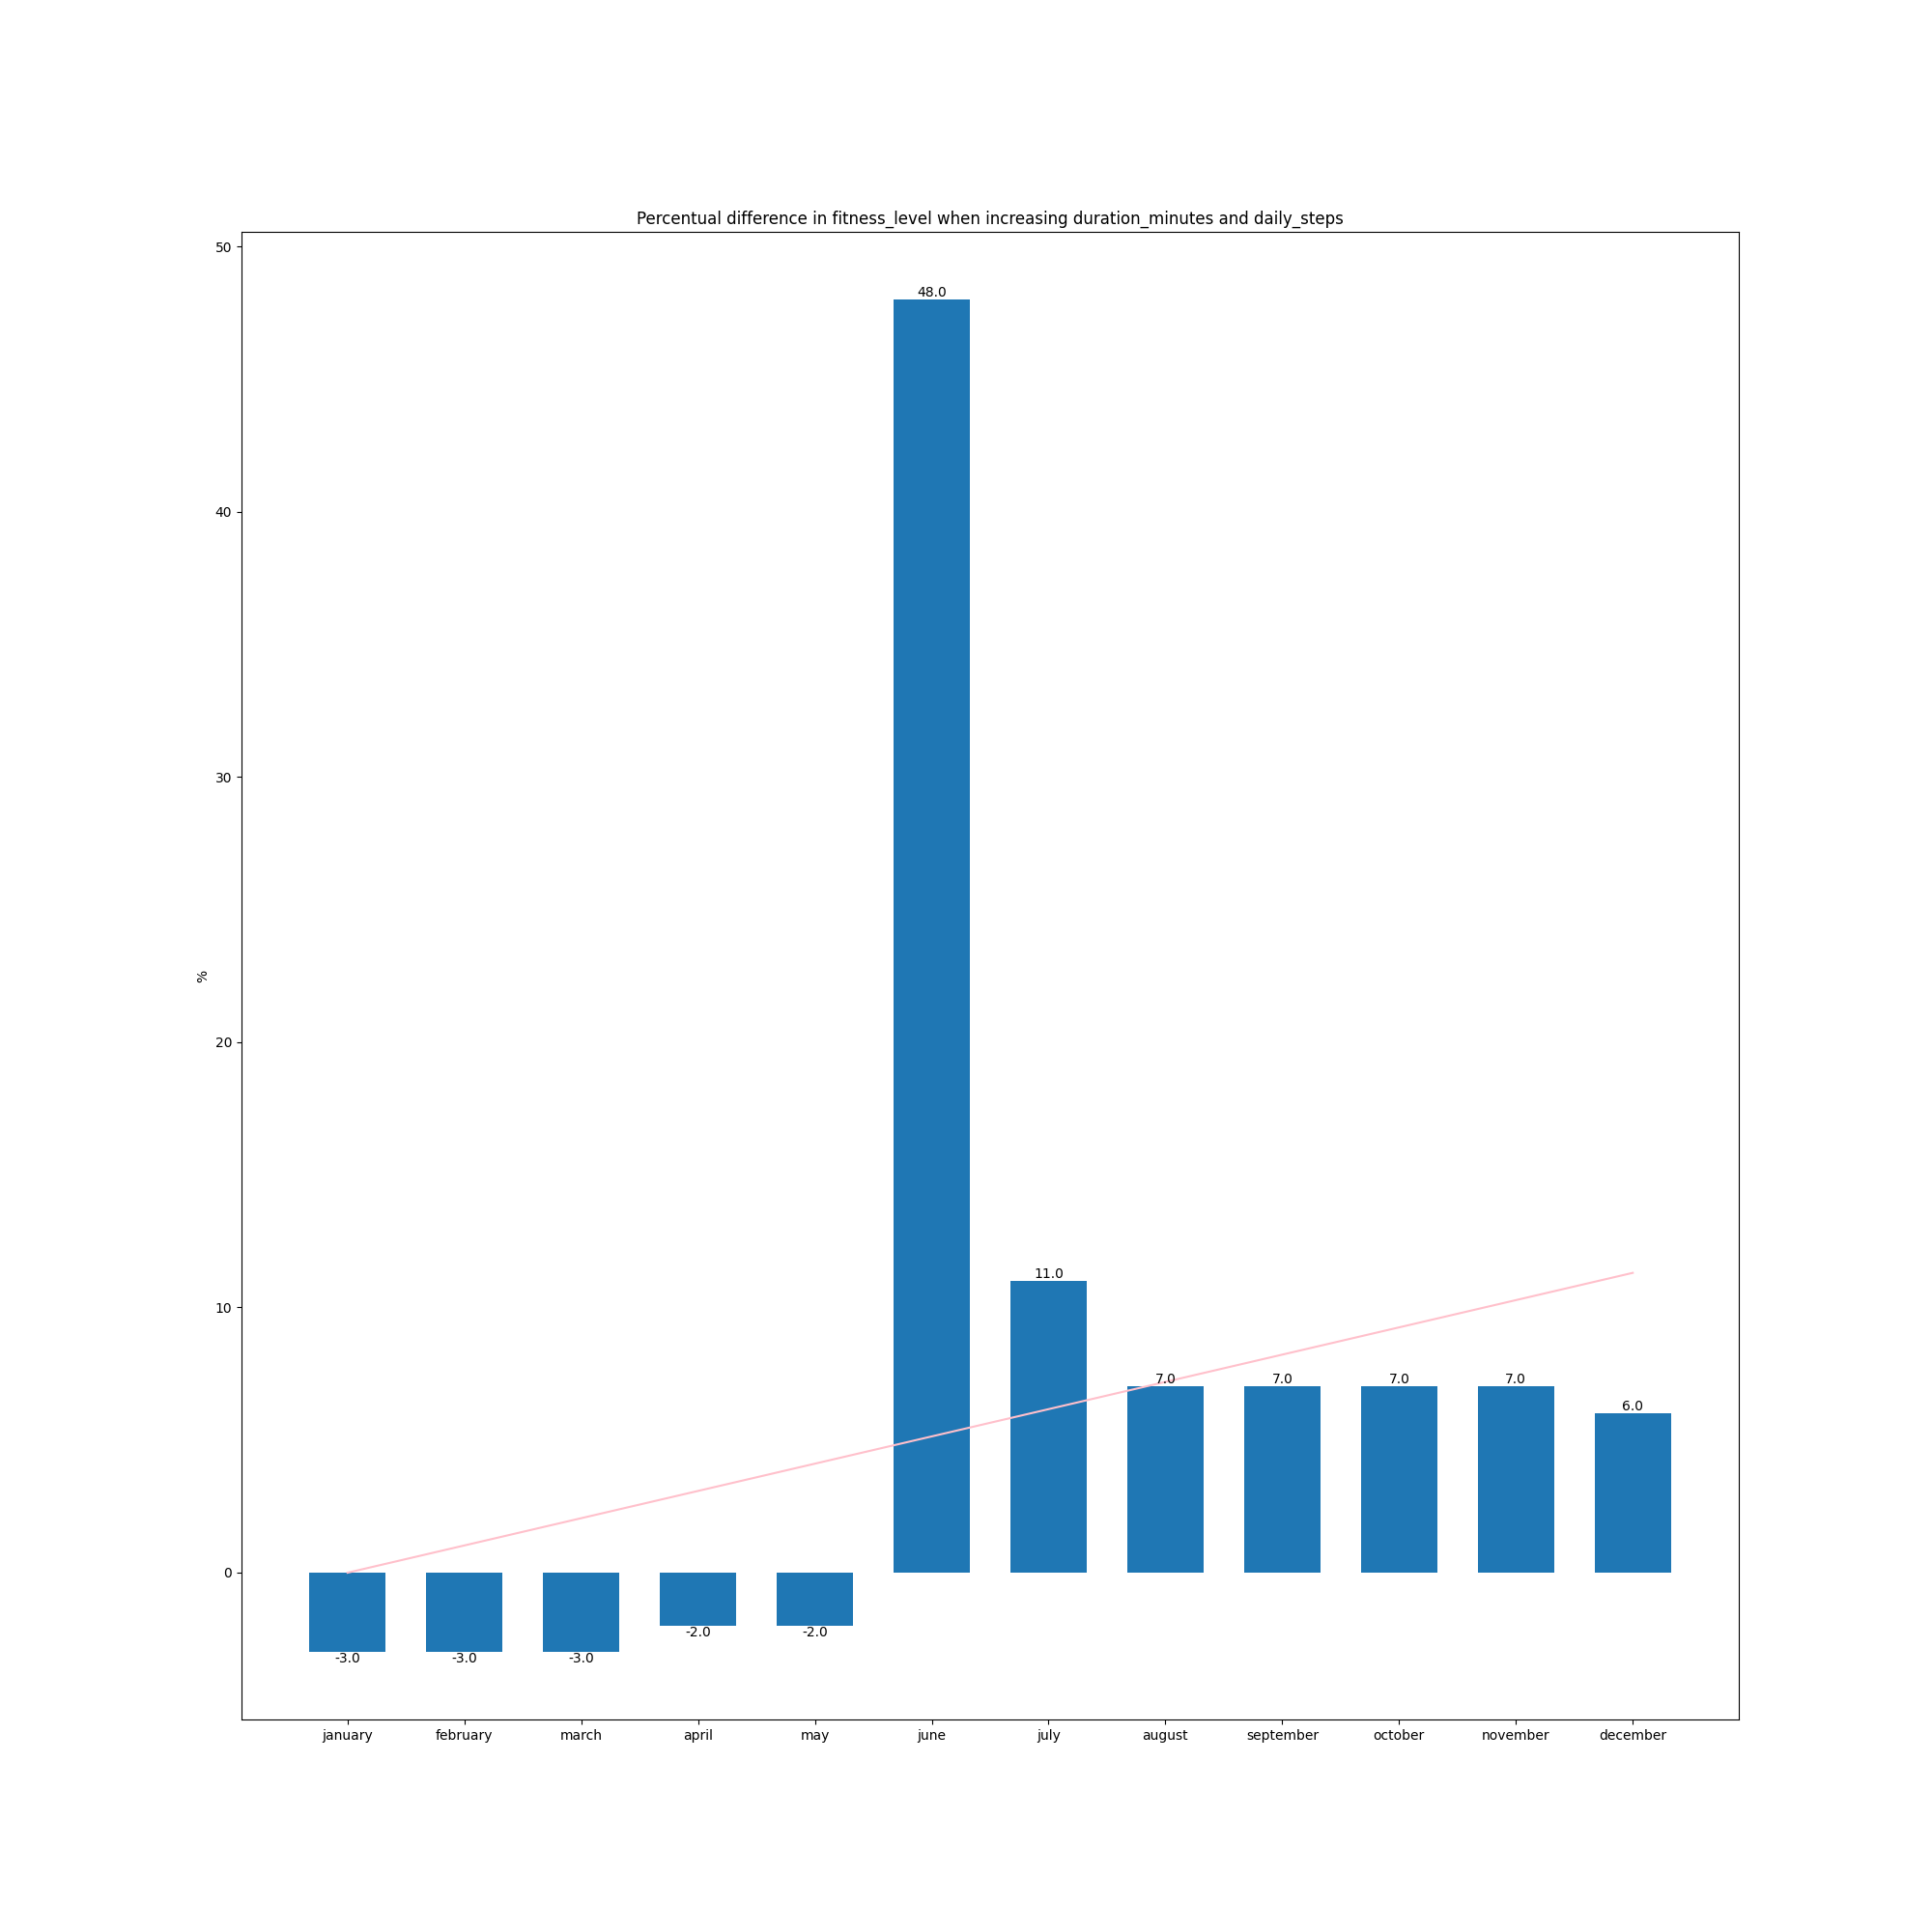 Percentual difference in fitness_level when increasing duration_minutes and daily_steps
50
40
30
20
10
0
%
48.0
11.0
7.0 7.0 7.0 7.0
6.0
-2.0 -2.0
-3.0 -3.0 -3.0
january february march april may june july august september october november december